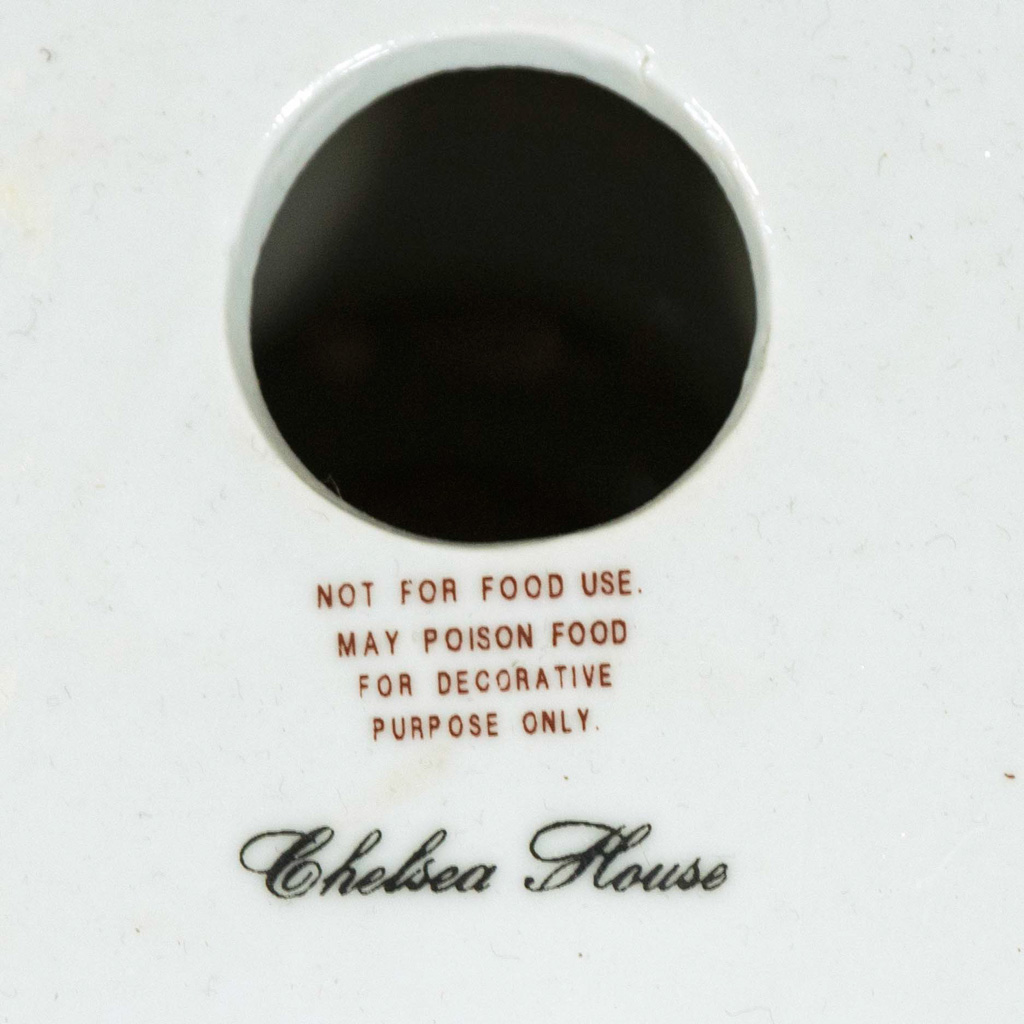 NOT FOR FOOD USE.
MAY POISON FOOD
FOR DECORATIVE
PURPOSE ONLY.
Chelsea House